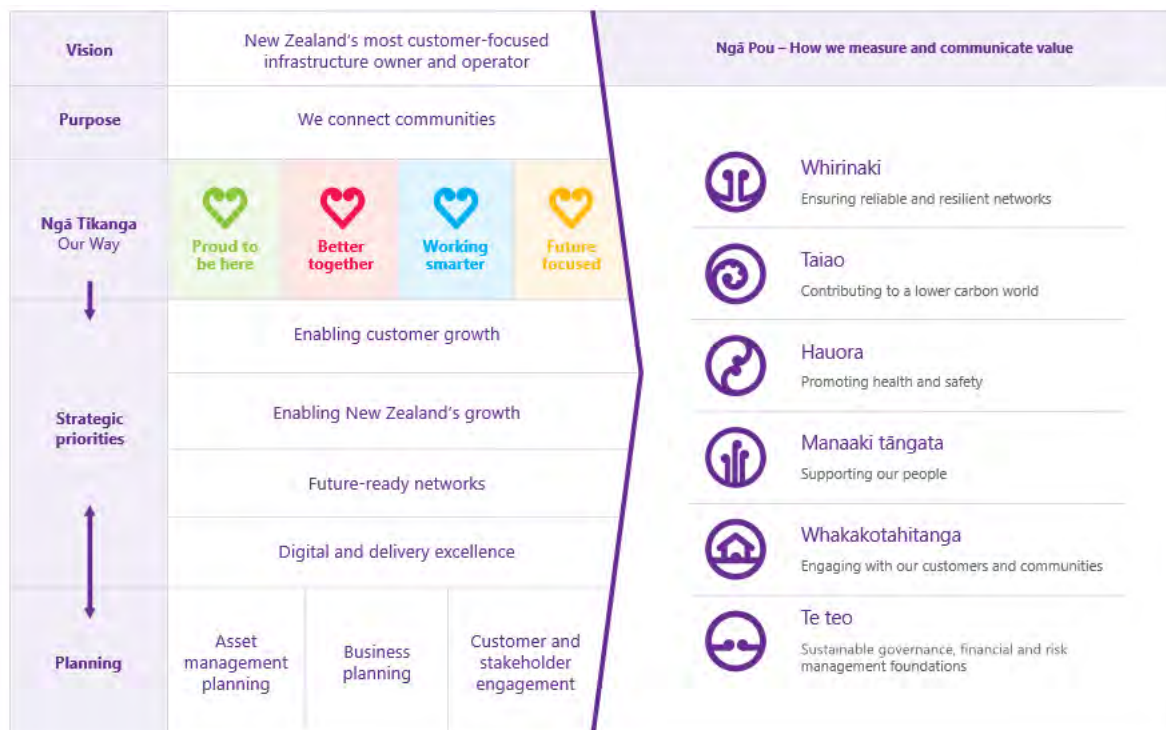 Vision
New Zealand's most customer-focused
infrastructure owner and operator
Purpose
We connect communities
Ngā Tikanga
Our Way
Proud to
be here
Better
together
Working
smarter
Future
focused
Strategic
priorities
Enabling customer growth
Enabling New Zealand's growth
Future-ready networks
Digital and delivery excellence
Planning
Asset
management
planning
Business
planning
Customer and
stakeholder
engagement
Ngā Pou – How we measure and communicate value
Whirinaki
Ensuring reliable and resilient networks
Taiao
Contributing to a lower carbon world
Hauora
Promoting health and safety
Manaaki tāngata
Supporting our people
Whakakotahitanga
Engaging with our customers and communities
Te teo
Sustainable governance, financial and risk
management foundations